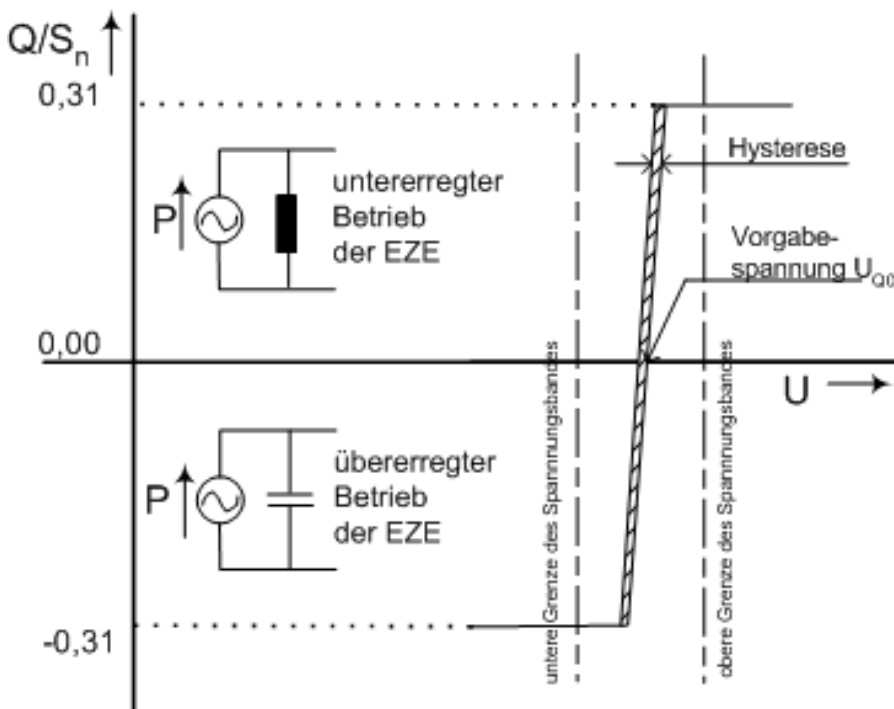 Q/Sn
0,31
Hysterese
untererregter
Betrieb
der EZE
P
Vorgabe-
spannung UQ0
0,00
U
übererregter
Betrieb
der EZE
P
untere Grenze des Spannnungsbandes
obere Grenze des Spannungsbandes
-0,31